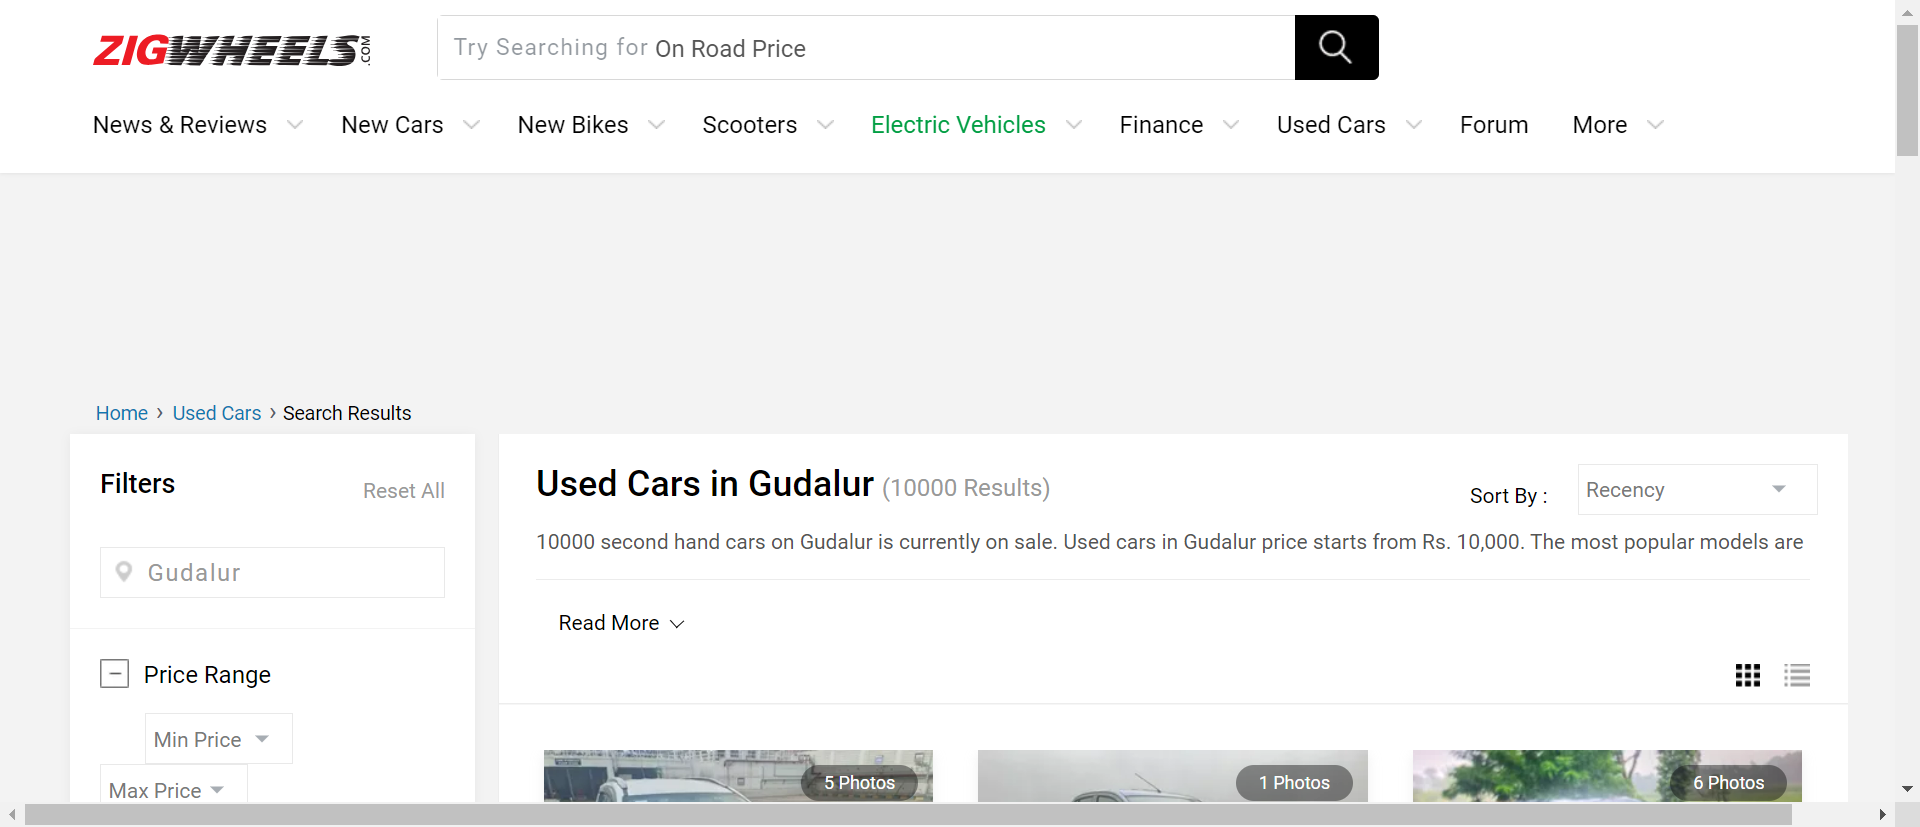 ZIGWHEELS.COM
Try Searching for On Road Price
News & Reviews New Cars New Bikes Scooters Electric Vehicles Finance Used Cars Forum More
Home › Used Cars › Search Results
Filters
Reset All
Gudalur
Price Range
Min Price
Max Price
Used Cars in Gudalur (10000 Results)
Sort By :
Recency
10000 second hand cars on Gudalur is currently on sale. Used cars in Gudalur price starts from Rs. 10,000. The most popular models are
Read More
5 Photos
1 Photos
6 Photos